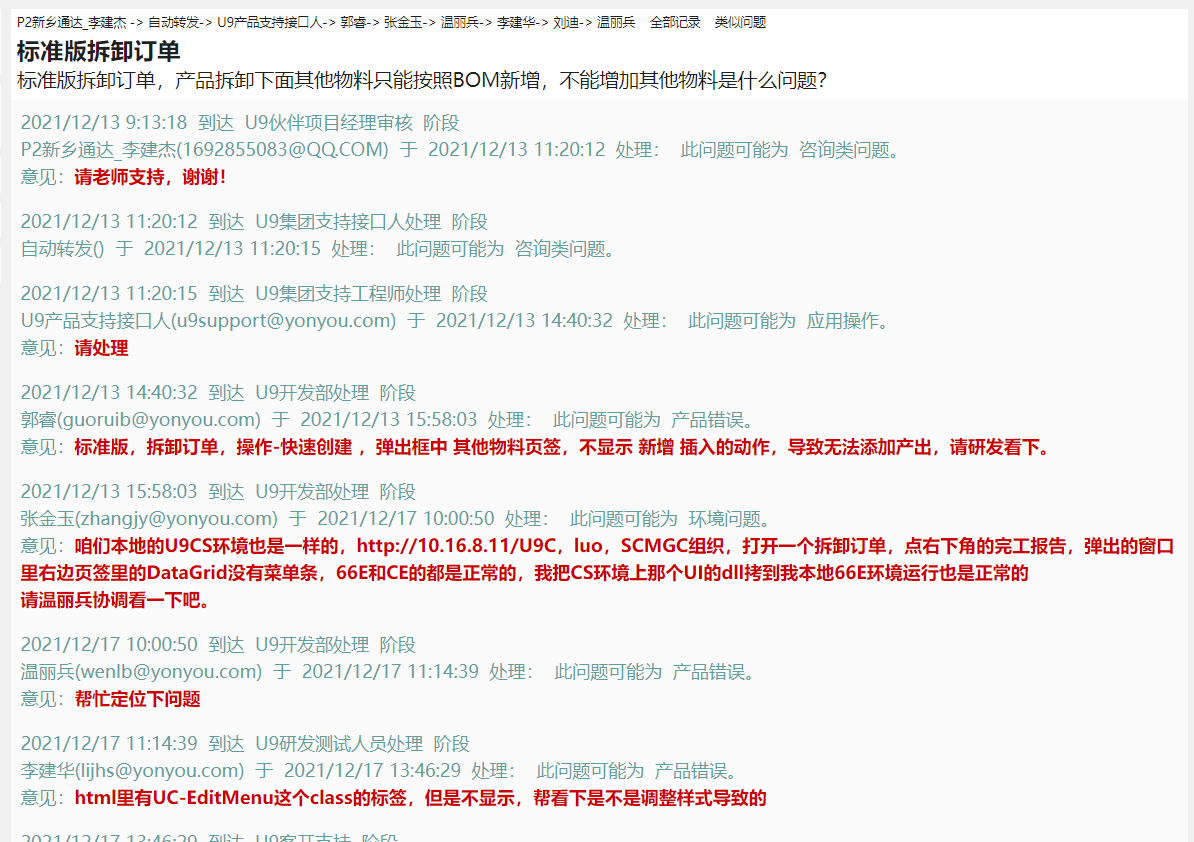 P2新乡通达_李建杰 -> 自动转发-> U9产品支持接口人-> 郭睿-> 张金玉-> 温丽兵-> 李建华-> 刘迪-> 温丽兵 全部记录 类似问题
标准版拆卸订单
标准版拆卸订单，产品拆卸下面其他物料只能按照BOM新增，不能增加其他物料是什么问题？
2021/12/13 9:13:18 到达 U9伙伴项目经理审核 阶段
P2新乡通达_李建杰(1692855083@QQ.COM) 于 2021/12/13 11:20:12 处理： 此问题可能为 咨询类问题。
意见：请老师支持，谢谢！
2021/12/13 11:20:12 到达 U9集团支持接口人处理 阶段
自动转发() 于 2021/12/13 11:20:15 处理： 此问题可能为 咨询类问题。
2021/12/13 11:20:15 到达 U9集团支持工程师处理 阶段
U9产品支持接口人(u9support@yonyou.com) 于 2021/12/13 14:40:32 处理： 此问题可能为 应用操作。
意见：请处理
2021/12/13 14:40:32 到达 U9开发部处理 阶段
郭睿(guoruib@yonyou.com) 于 2021/12/13 15:58:03 处理： 此问题可能为 产品错误。
意见：标准版，拆卸订单，操作-快速创建 ，弹出框中 其他物料页签，不显示 新增 插入的动作，导致无法添加产出，请研发看下。
2021/12/13 15:58:03 到达 U9开发部处理 阶段
张金玉(zhangjy@yonyou.com) 于 2021/12/17 10:00:50 处理： 此问题可能为 环境问题。
意见：咱们本地的U9CS环境也是一样的，http://10.16.8.11/U9C，luo，SCMGC组织，打开一个拆卸订单，点右下角的完工报告，弹出的窗口
里右边页签里的DataGrid没有菜单条，66E和CE的都是正常的，我把CS环境上那个UI的dll拷到我本地66E环境运行也是正常的
请温丽兵协调看一下吧。
2021/12/17 10:00:50 到达 U9开发部处理 阶段
温丽兵(wenlb@yonyou.com) 于 2021/12/17 11:14:39 处理： 此问题可能为 产品错误。
意见：帮忙定位下问题
2021/12/17 11:14:39 到达 U9研发测试人员处理 阶段
李建华(lijhs@yonyou.com) 于 2021/12/17 13:46:29 处理： 此问题可能为 产品错误。
意见：html里有UC-EditMenu这个class的标签，但是不显示，帮看下是不是调整样式导致的
2021/12/17 13:46:29 到达 U9客开支持 阶段